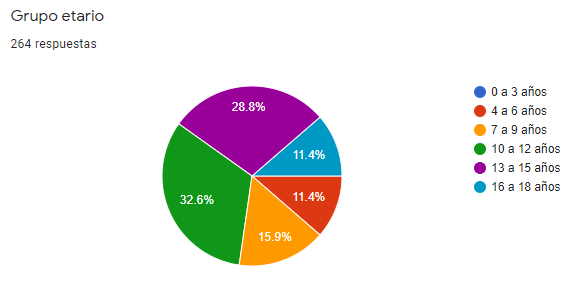 Grupo etario
264 respuestas
28.8%
11.4%
32.6%
11.4%
15.9%
0 a 3 años
4 a 6 años
7 a 9 años
10 a 12 años
13 a 15 años
16 a 18 años